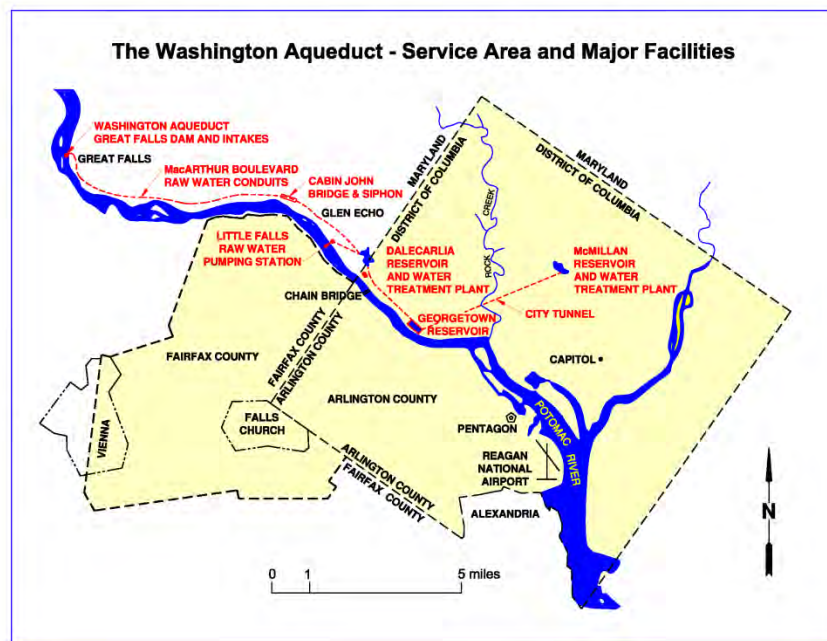 The Washington Aqueduct - Service Area and Major Facilities
WASHINGTON AQUEDUCT
GREAT FALLS DAM AND INTAKES
GREAT FALLS
MacARTHUR BOULEVARD
RAW WATER CONDUITS
CABIN JOHN
BRIDGE & SIPHON
GLEN ECHO
MARYLAND
DISTRICT OF COLUMBIA
MARYLAND
DISTRICT OF COLUMBIA
LITTLE FALLS
RAW WATER
PUMPING STATION
DALECARLIA
RESERVOIR
AND WATER
TREATMENT PLANT
ROCK CREEK
McMILLAN
RESERVOIR
AND WATER
TREATMENT PLANT
CHAIN BRIDGE
GEORGETOWN
RESERVOIR
CITY TUNNEL
FAIRFAX COUNTY
FAIRFAX COUNTY
ARLINGTON COUNTY
CAPITOL
ARLINGTON COUNTY
VIENNA
FALLS
CHURCH
PENTAGON
POTOMAC RIVER
ARLINGTON COUNTY
FAIRFAX COUNTY
REAGAN
NATIONAL
AIRPORT
ALEXANDRIA
N
0 1 5 miles